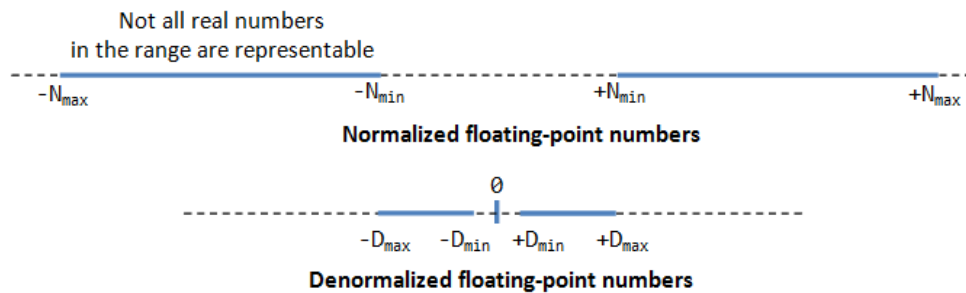 Not all real numbers
in the range are representable
-Nmax -Nmin +Nmin +Nmax
Normalized floating-point numbers
0
-Dmax -Dmin +Dmin +Dmax
Denormalized floating-point numbers